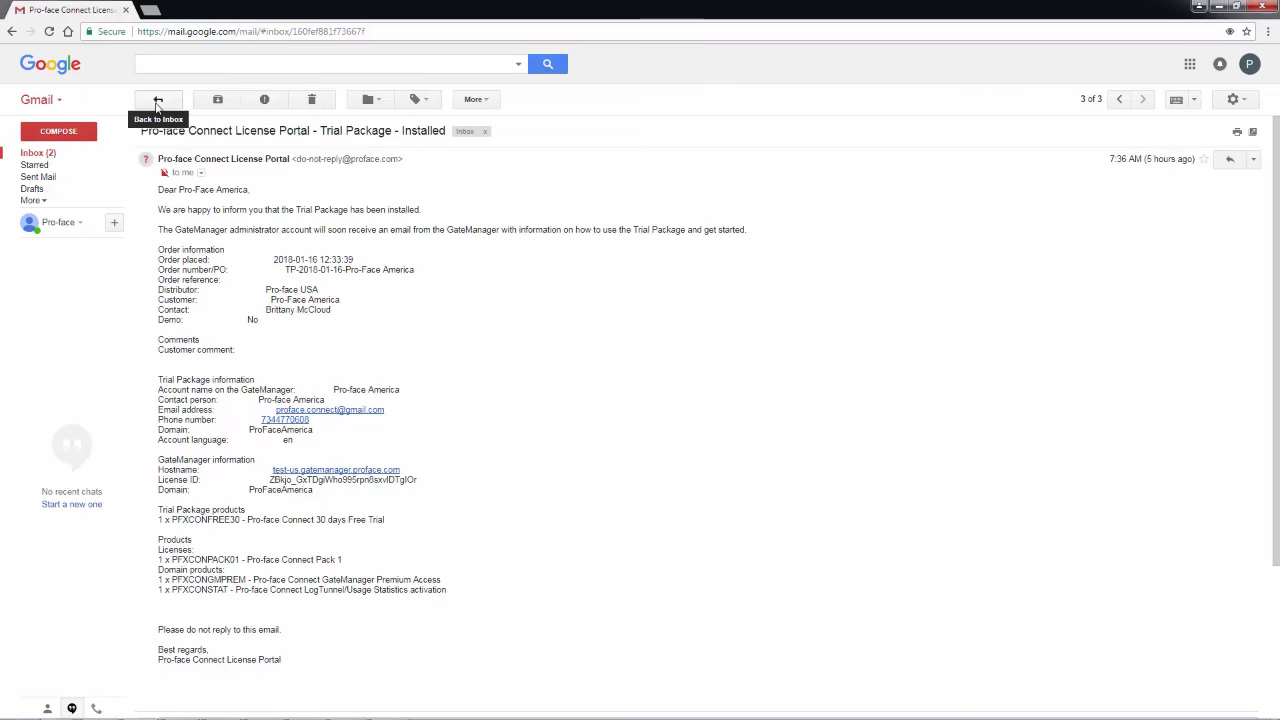 Pro-face Connect Licens
Secure
https://mail.google.com/mail/#inbox/160fef881f73667f
Google
Gmail
More
3 of 3
Back to Inbox
COMPOSE
Inbox (2)
Starred
Sent Mail
Drafts
More
Pro-face
No recent chats
Start a new one
Pro-face Connect License Portal - Trial Package - Installed
Inbox x
Pro-face Connect License Portal <do-not-reply@proface.com>
7:36 AM (5 hours ago)
to me
Dear Pro-Face America,
We are happy to inform you that the Trial Package has been installed.
The GateManager administrator account will soon receive an email from the GateManager with information on how to use the Trial Package and get started.
Order information
Order placed: 2018-01-16 12:33:39
Order number/PO: TP-2018-01-16-Pro-Face America
Order reference:
Distributor: Pro-face USA
Customer: Pro-Face America
Contact: Brittany McCloud
Demo: No
Comments
Customer comment:
Trial Package information
Account name on the GateManager: Pro-face America
Contact person: Pro-face America
Email address: proface.connect@gmail.com
Phone number: 7344770608
Domain: ProFaceAmerica
Account language: en
GateManager information
Hostname: test-us.gatemanager.proface.com
License ID:
Domain: ProFaceAmerica
Trial Package products
1 x PFXCONFREE30 - Pro-face Connect 30 days Free Trial
Products
Licenses:
1 x PFXCONPACK01 - Pro-face Connect Pack 1
Domain products:
1 x PFXCONGMPREM - Pro-face Connect GateManager Premium Access
1 x PFXCONSTAT - Pro-face Connect LogTunnel/Usage Statistics activation
Please do not reply to this email.
Best regards,
Pro-face Connect License Portal